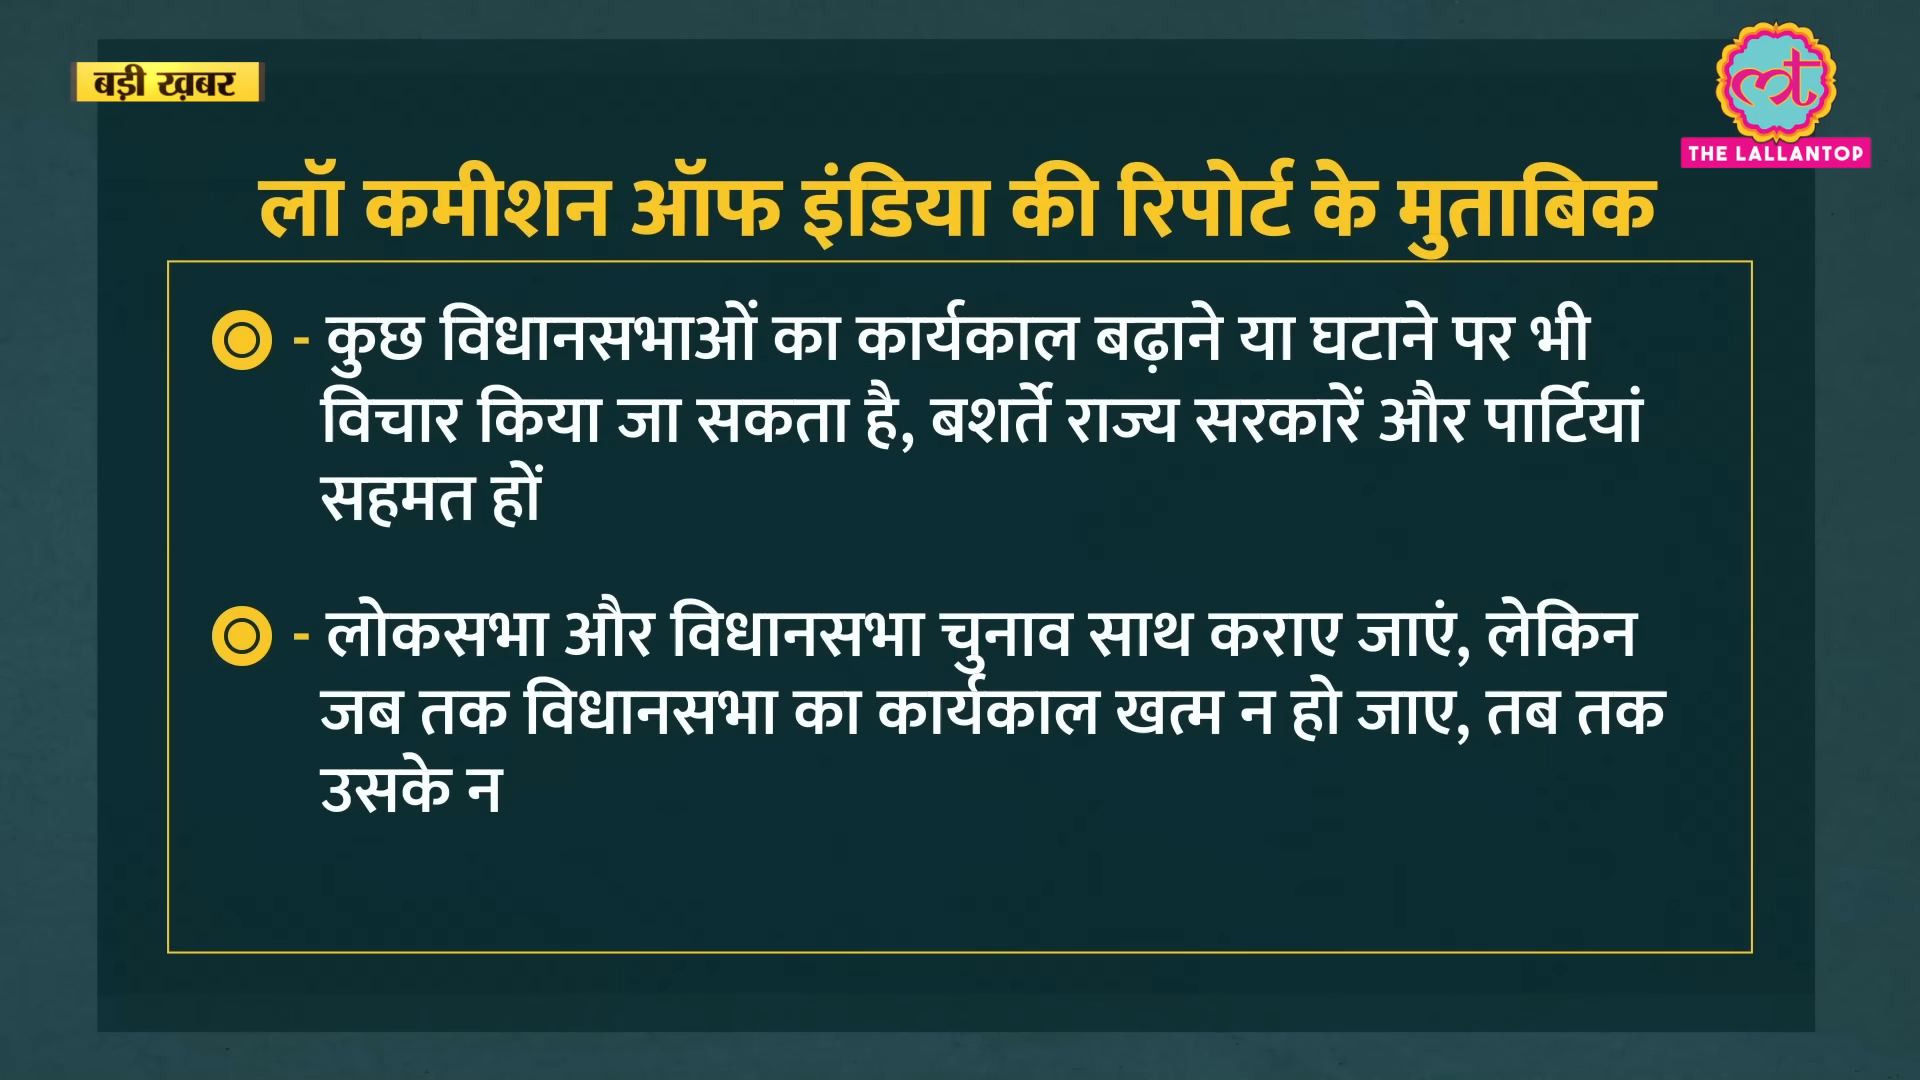 बड़ी ख़बर
लत
THE LALLANTOP
लॉ कमीशन ऑफ इंडिया की रिपोर्ट के मुताबिक
- कुछ विधानसभाओं का कार्यकाल बढ़ाने या घटाने पर भी
विचार किया जा सकता है, बशर्ते राज्य सरकारें और पार्टियां
सहमत हों
- लोकसभा और विधानसभा चुनाव साथ कराए जाएं, लेकिन
जब तक विधानसभा का कार्यकाल खत्म न हो जाए, तब तक
उसके न